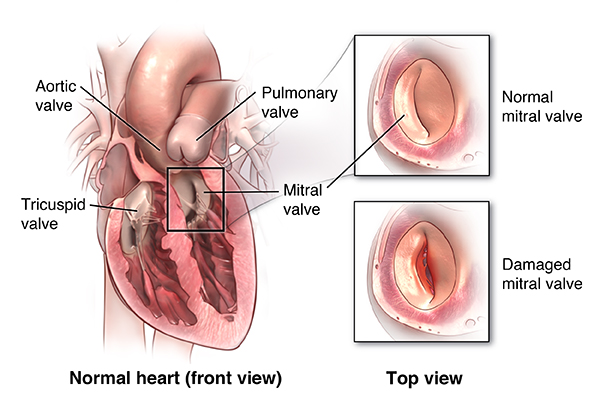 Aortic
valve
Pulmonary
valve
Tricuspid
valve
Mitral
valve
Normal
mitral valve
Damaged
mitral valve
Normal heart (front view)
Top view